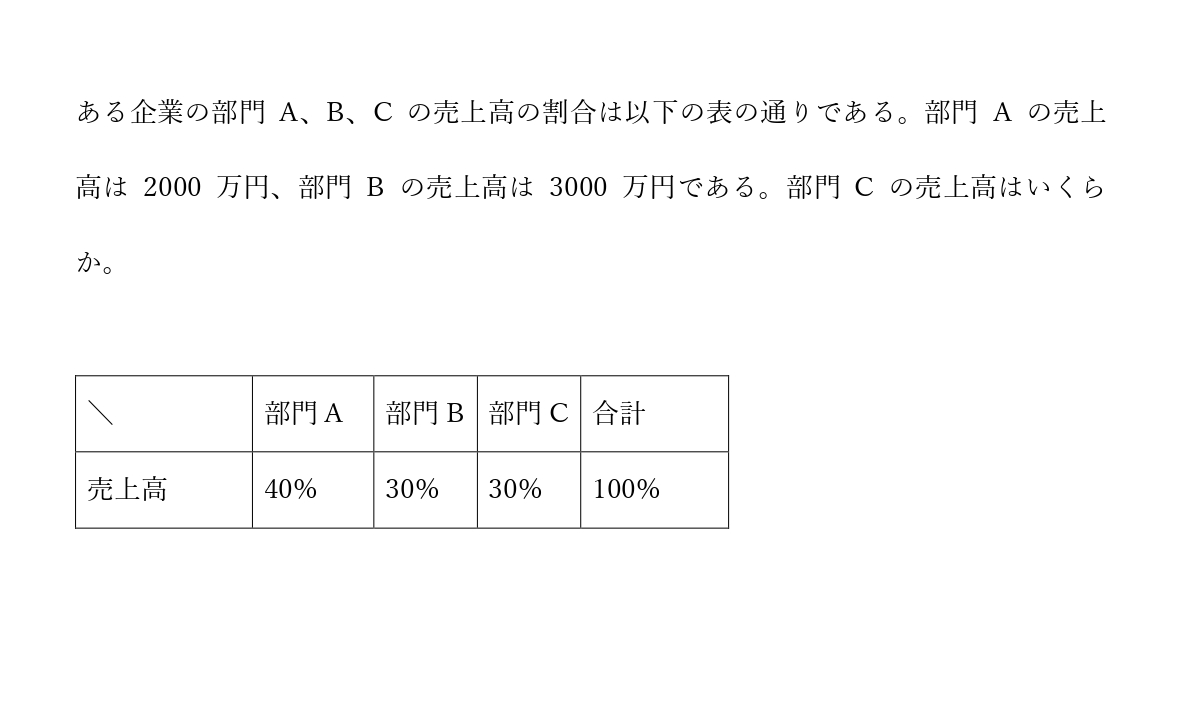 ある企業の部門 A、B、C の売上高の割合は以下の表の通りである。部門 A の売上
高は 2000 万円、部門 B の売上高は 3000 万円である。部門 C の売上高はいくら
か。
＼ 部門 A 部門 B 部門 C 合計
売上高 40% 30% 30% 100%